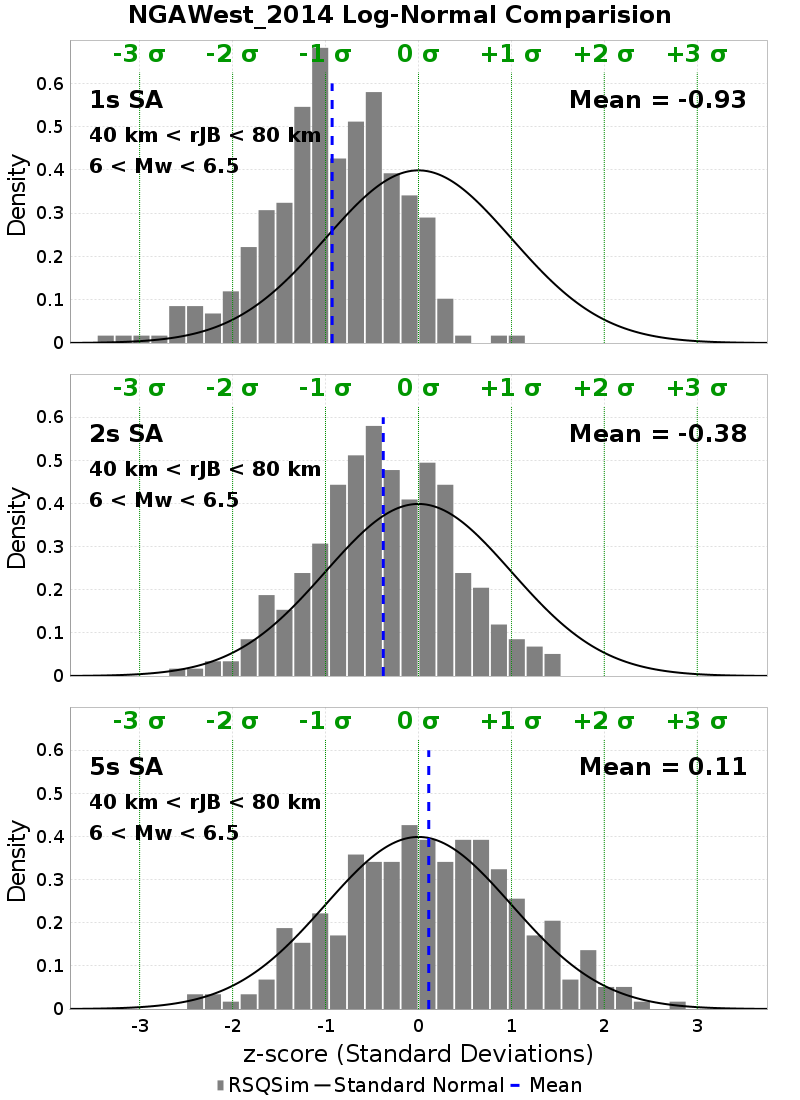 NGAWest_2014 Log-Normal Comparision
-3 σ -2 σ -1 σ 0 σ +1 σ +2 σ +3 σ
1s SA
Mean = -0.93
40 km < rJB < 80 km
6 < Mw < 6.5
0.6
0.5
0.4
0.3
0.2
0.1
0
Density
-3 σ -2 σ -1 σ 0 σ +1 σ +2 σ +3 σ
2s SA
Mean = -0.38
40 km < rJB < 80 km
6 < Mw < 6.5
0.6
0.5
0.4
0.3
0.2
0.1
0
Density
-3 σ -2 σ -1 σ 0 σ +1 σ +2 σ +3 σ
5s SA
Mean = 0.11
40 km < rJB < 80 km
6 < Mw < 6.5
0.6
0.5
0.4
0.3
0.2
0.1
0
Density
-3 -2 -1 0 1 2 3
z-score (Standard Deviations)
RSQSim Standard Normal Mean